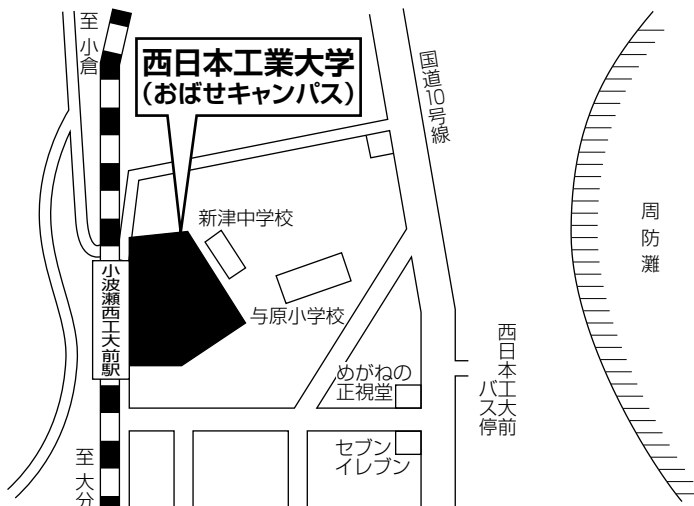 至 小倉
西日本工業大学
(おばせキャンパス)
国道10号線
新津中学校
周防灘
小波瀬西工大前駅
与原小学校
西日本工大前
バス停
めがねの
正視堂
セブン
イレブン
至 大分